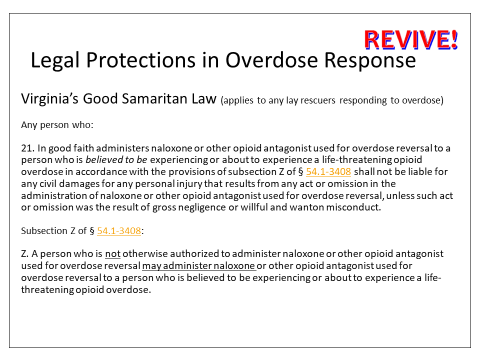 REVIVE!
Legal Protections in Overdose Response
Virginia's Good Samaritan Law (applies to any lay rescuers responding to overdose)
Any person who:
21. In good faith administers naloxone or other opioid antagonist used for overdose reversal to a
person who is believed to be experiencing or about to experience a life-threatening opioid
overdose in accordance with the provisions of subsection Z of § 54.1-3408 shall not be liable for
any civil damages for any personal injury that results from any act or omission in the
administration of naloxone or other opioid antagonist used for overdose reversal, unless such act
or omission was the result of gross negligence or willful and wanton misconduct.
Subsection Z of § 54.1-3408:
Z. A person who is not otherwise authorized to administer naloxone or other opioid antagonist
used for overdose reversal may administer naloxone or other opioid antagonist used for
overdose reversal to a person who is believed to be experiencing or about to experience a life-
threatening opioid overdose.